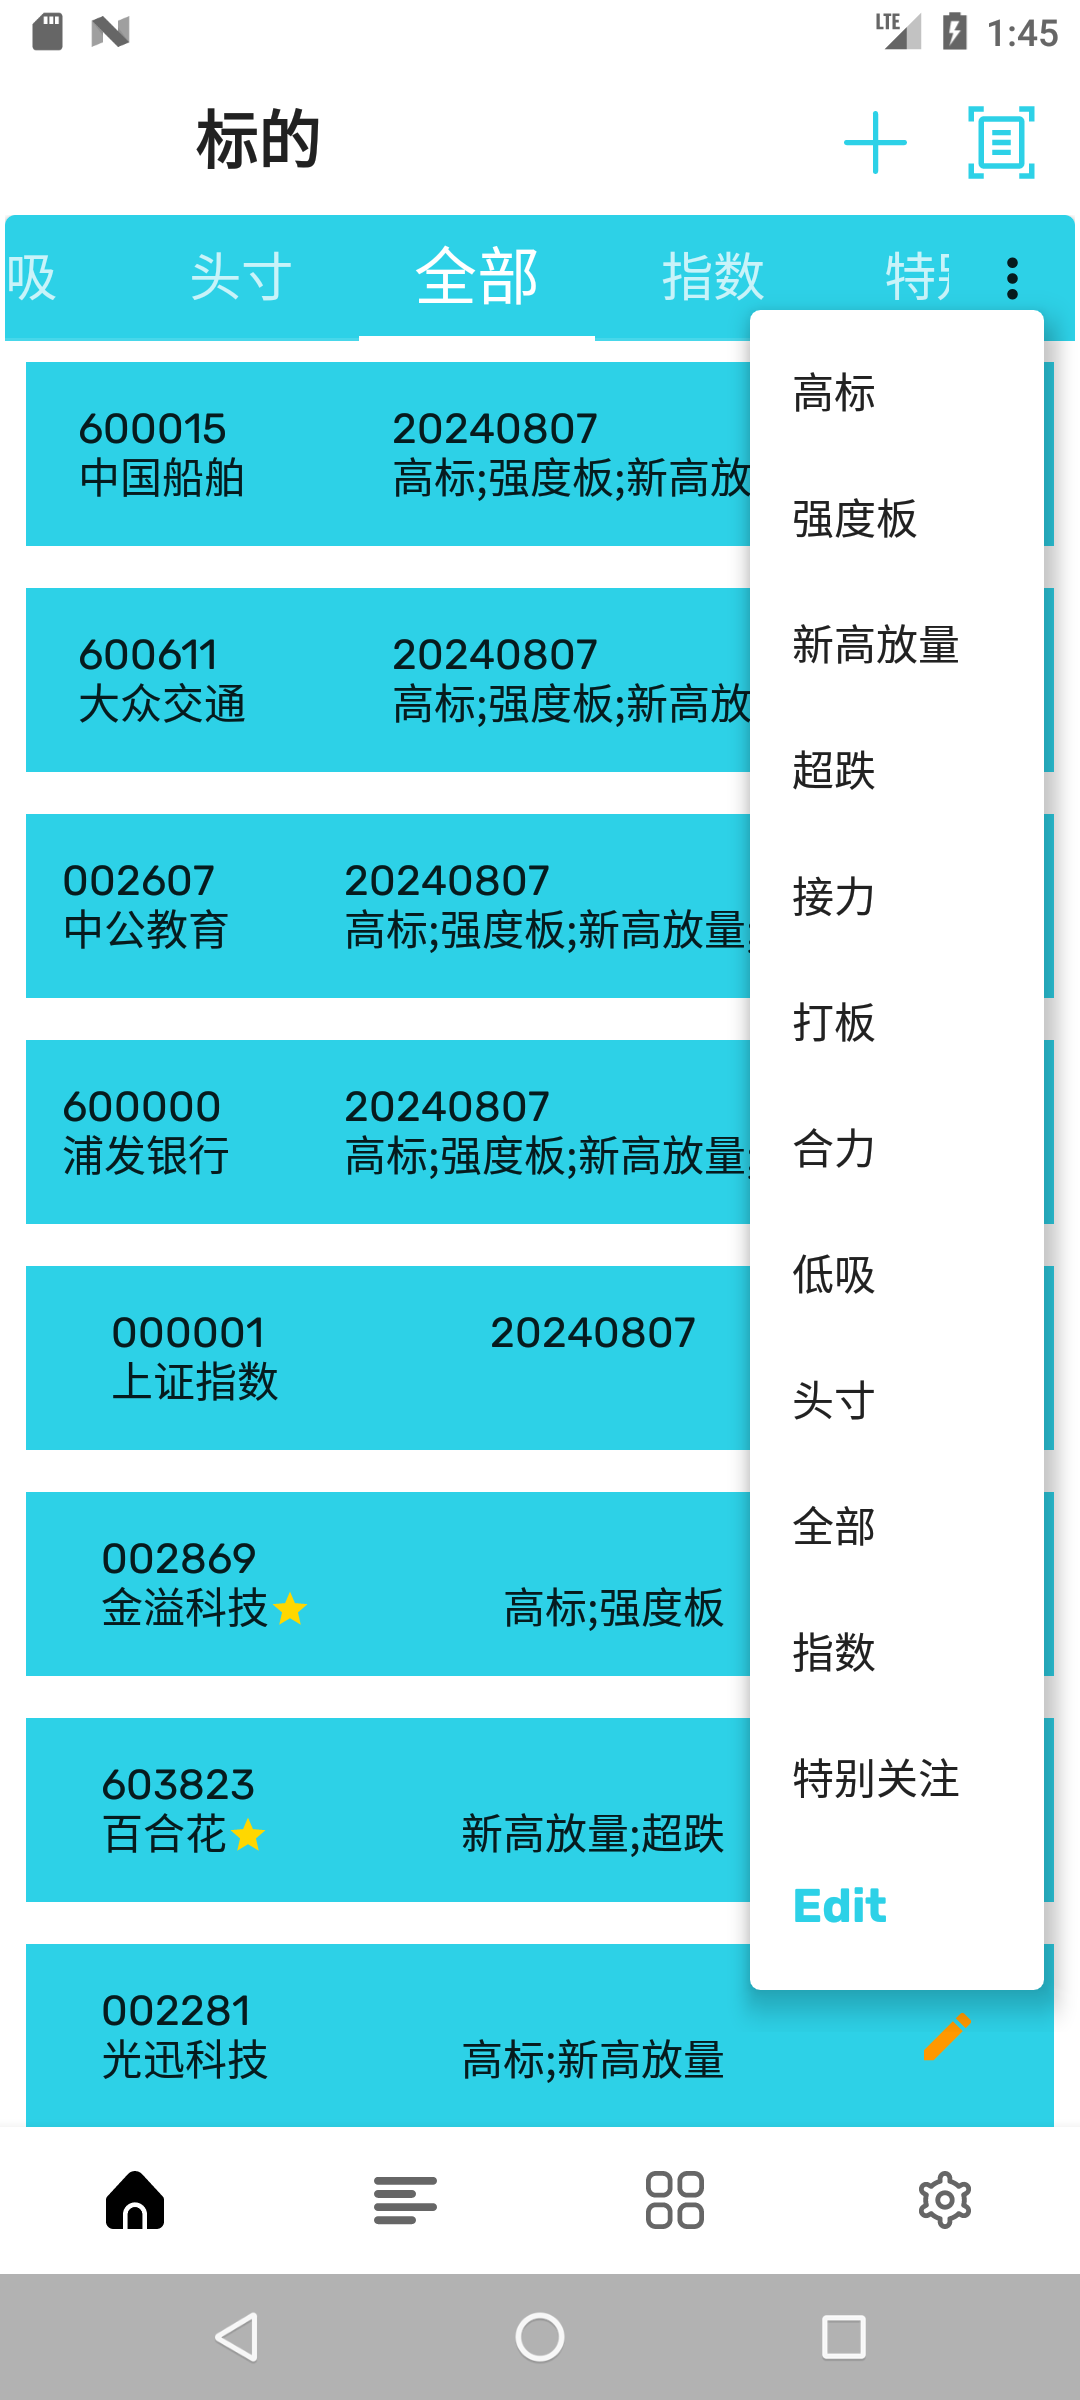 LTE 1:45
标的
吸 头寸 全部 指数 特别
600015 20240807
中国船舶 高标;强度板;新高放
600611 20240807
大众交通 高标;强度板;新高放
002607 20240807
中公教育 高标;强度板;新高放量;
600000 20240807
浦发银行 高标;强度板;新高放量;
000001 20240807
上证指数
002869
金溢科技 高标;强度板
603823
百合花 新高放量;超跌
002281
光迅科技 高标;新高放量
高标
强度板
新高放量
超跌
接力
打板
合力
低吸
头寸
全部
指数
特别关注
Edit